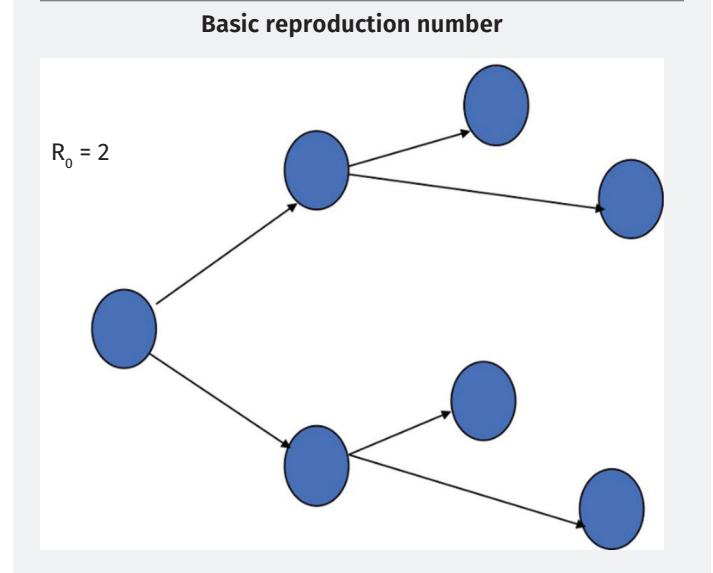 Basic reproduction number
R₀ = 2